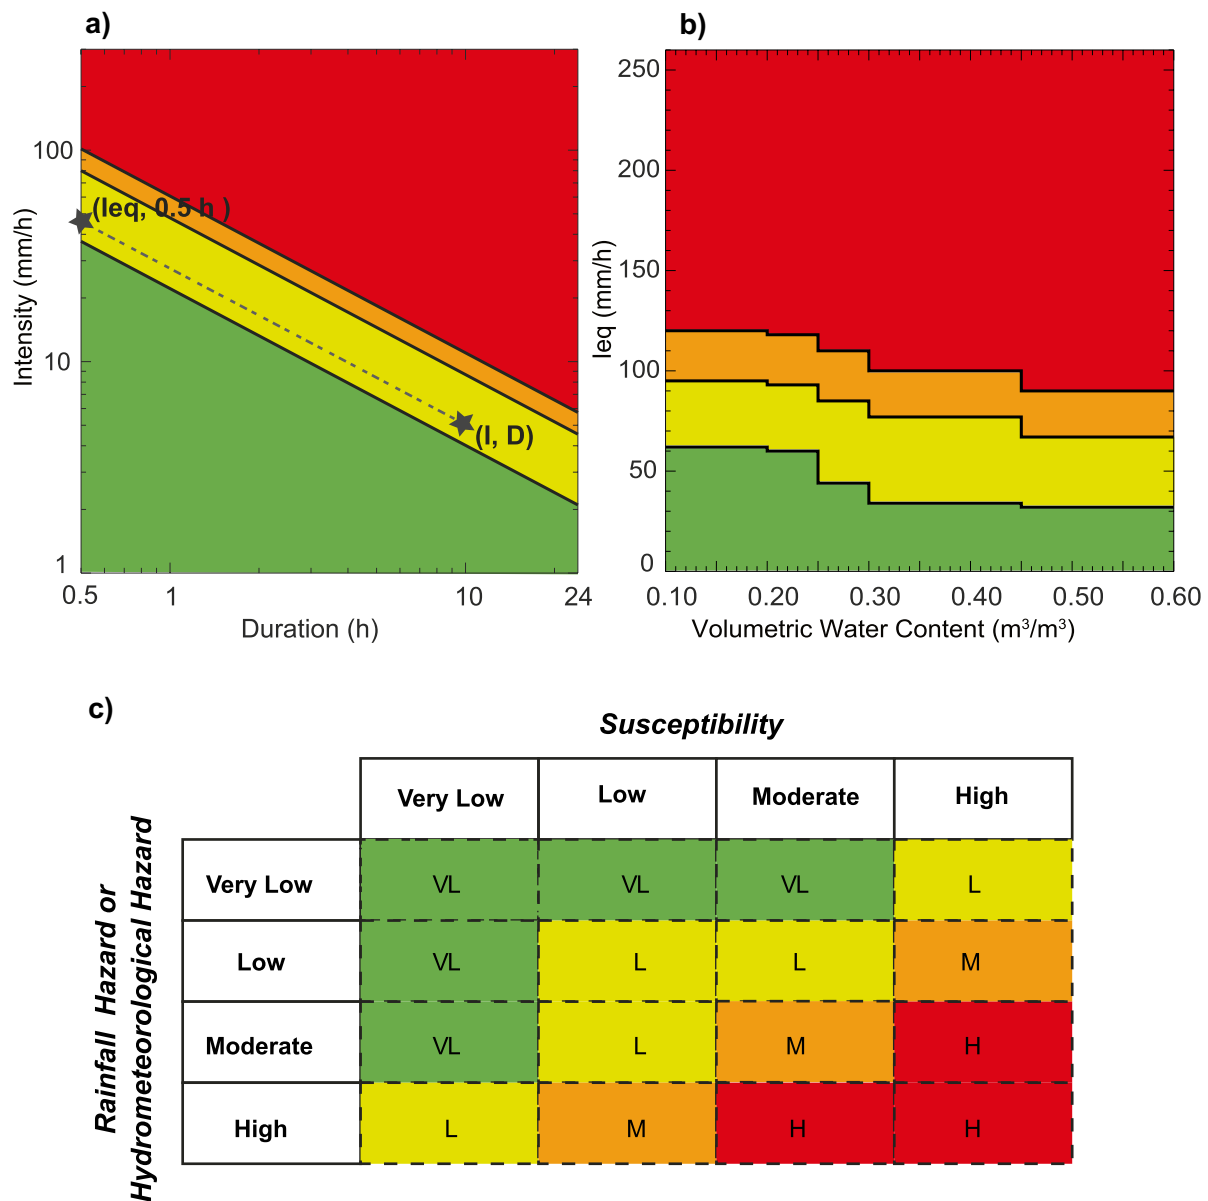 a)
100
10
1
0.5
1
10
24
Intensity (mm/h)
Duration (h)
(Ieq, 0.5 h )
(I, D)
b)
250
200
150
100
50
0
0.10
0.20
0.30
0.40
0.50
0.60
Ieq (mm/h)
Volumetric Water Content (m³/m³)
c)
Susceptibility
Rainfall Hazard or
Hydrometeorological Hazard
Very Low Low Moderate High
Very Low VL VL VL L
Low VL L L M
Moderate VL L M H
High L M H H